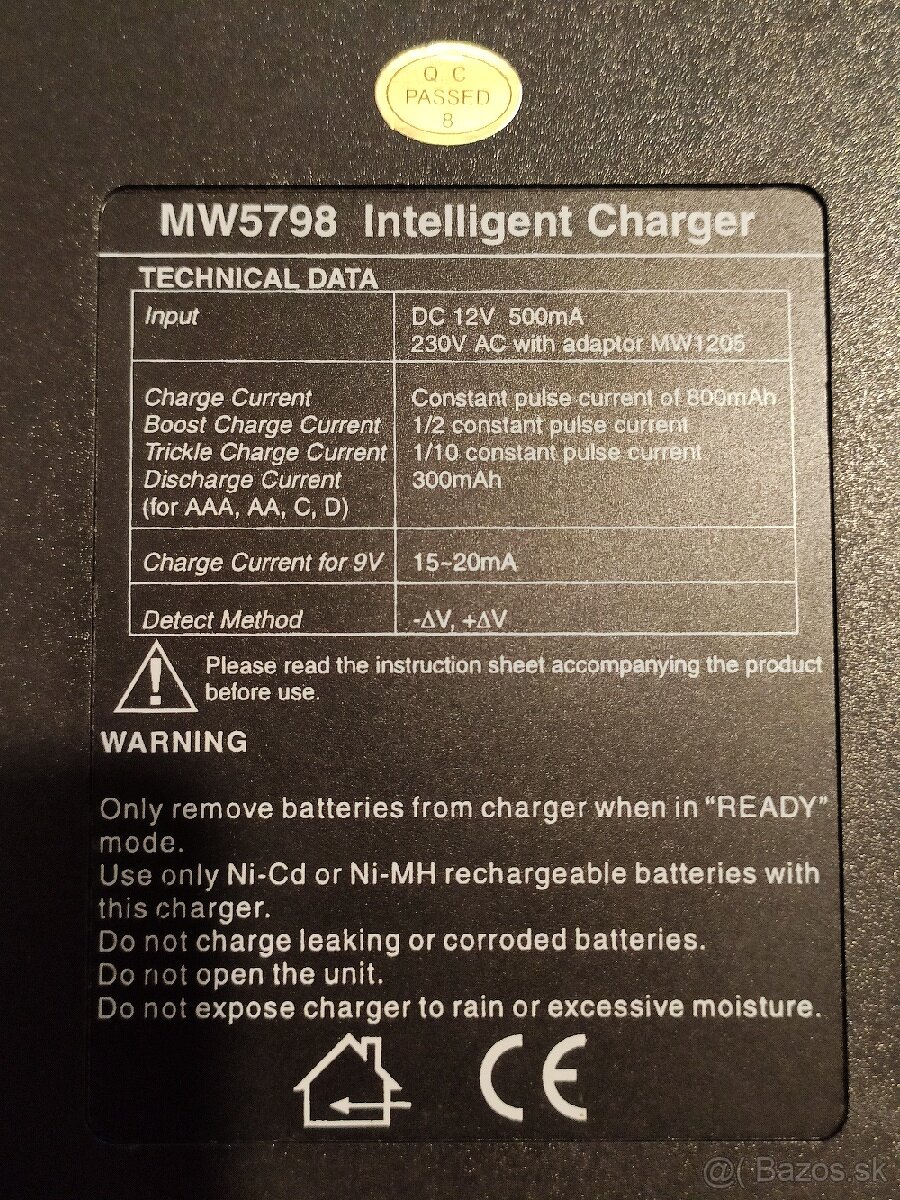 Q C
PASSED
8
MW5798 Intelligent Charger
TECHNICAL DATA
Input
DC 12V 500mA
230V AC with adaptor MW1205
Charge Current
Constant pulse current of 800mAh
Boost Charge Current
1/2 constant pulse current
Trickle Charge Current
1/10 constant pulse current
Discharge Current
300mAh
(for AAA, AA, C, D)
Charge Current for 9V
15~20mA
Detect Method
-ΔV, +ΔV
Please read the instruction sheet accompanying the product
before use.
WARNING
Only remove batteries from charger when in “READY”
mode.
Use only Ni-Cd or Ni-MH rechargeable batteries with
this charger.
Do not charge leaking or corroded batteries.
Do not open the unit.
Do not expose charger to rain or excessive moisture.
CE
@( Bazos.sk